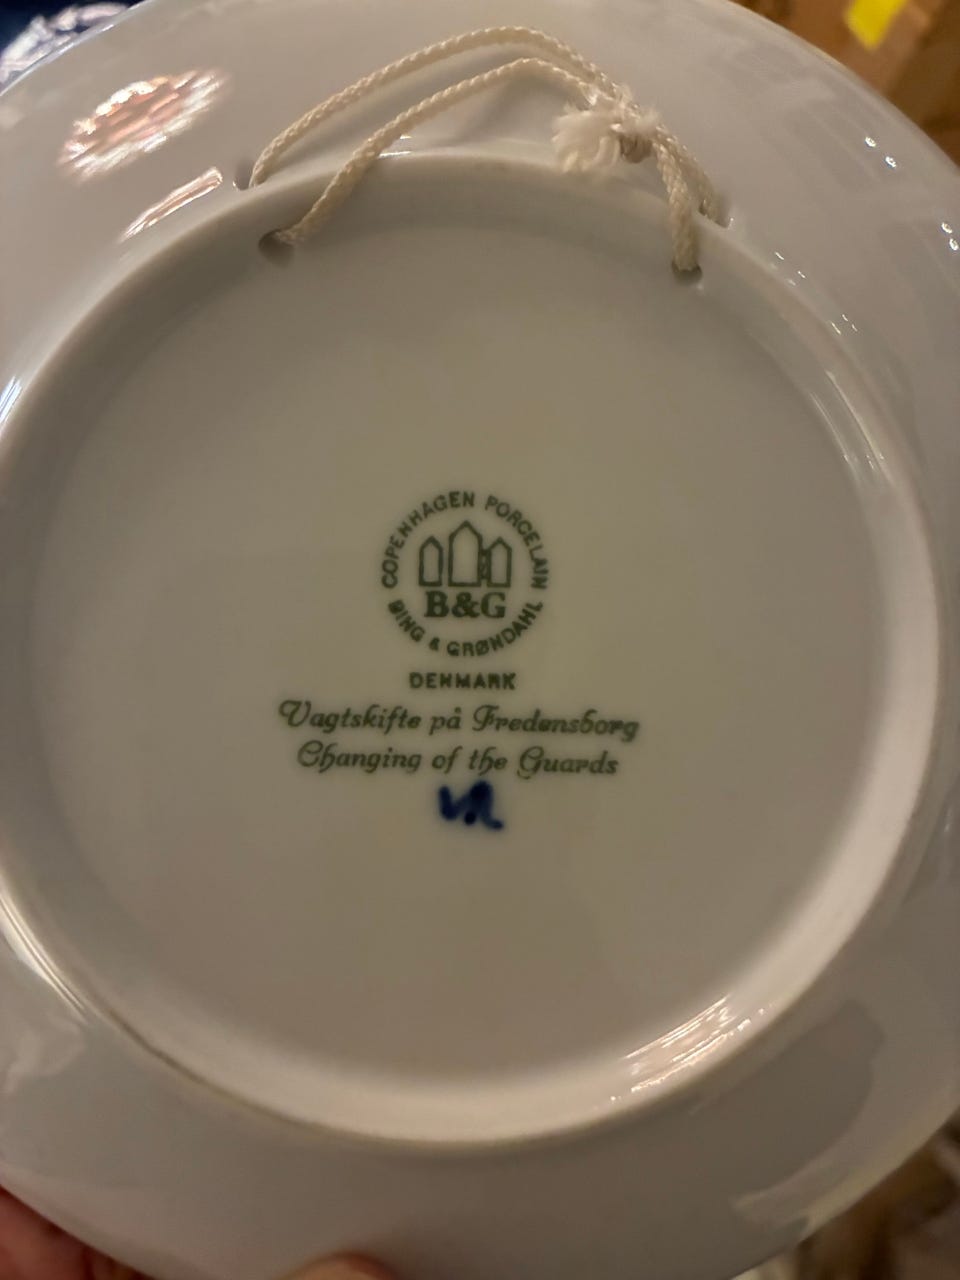 COPENHAGEN PORCELAIN
B&G
BING & GRØNDAHL
DENMARK
Vagtskifte på Fredensborg
Changing of the Guards